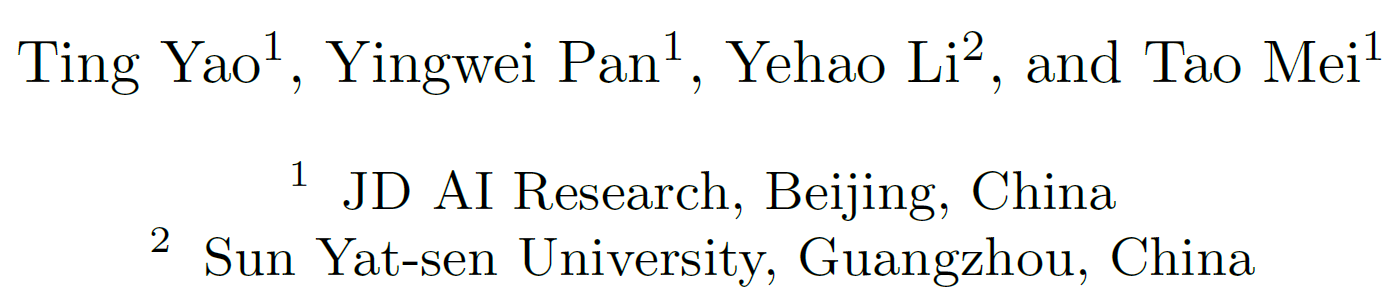 Ting Yao¹, Yingwei Pan¹, Yehao Li², and Tao Mei¹
¹ JD AI Research, Beijing, China
² Sun Yat-sen University, Guangzhou, China